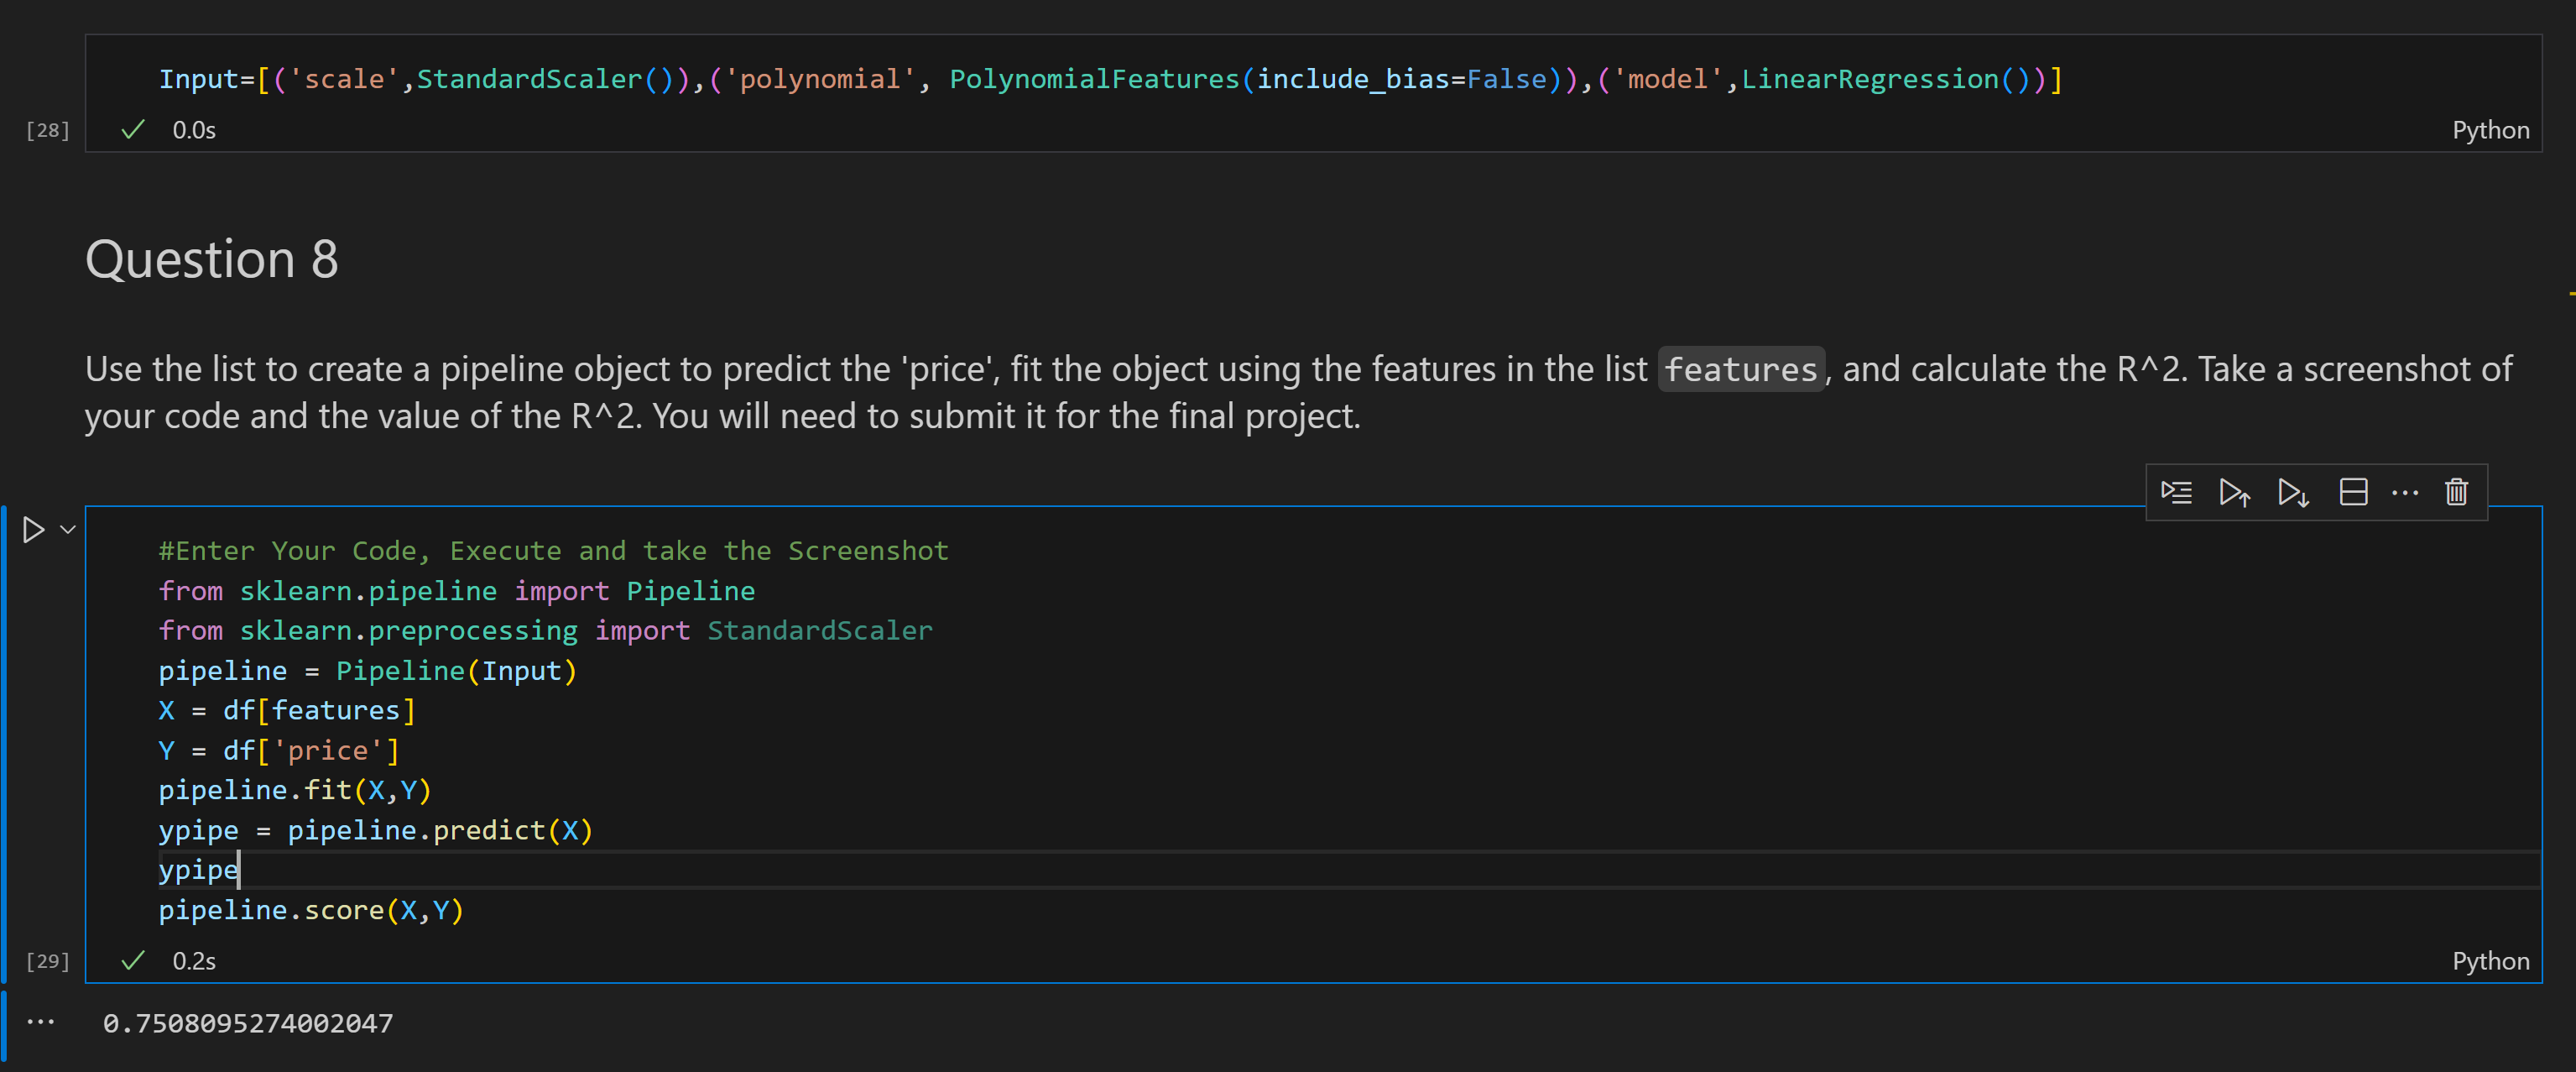 Input=[('scale',StandardScaler()),('polynomial', PolynomialFeatures(include_bias=False)),('model',LinearRegression())]
[28]
0.0s
Python
Question 8
Use the list to create a pipeline object to predict the 'price', fit the object using the features in the list features, and calculate the R^2. Take a screenshot of
your code and the value of the R^2. You will need to submit it for the final project.
#Enter Your Code, Execute and take the Screenshot
from sklearn.pipeline import Pipeline
from sklearn.preprocessing import StandardScaler
pipeline = Pipeline(Input)
X = df[features]
Y = df['price']
pipeline.fit(X,Y)
ypipe = pipeline.predict(X)
ypipe
pipeline.score(X,Y)
[29]
0.2s
Python
0.7508095274002047